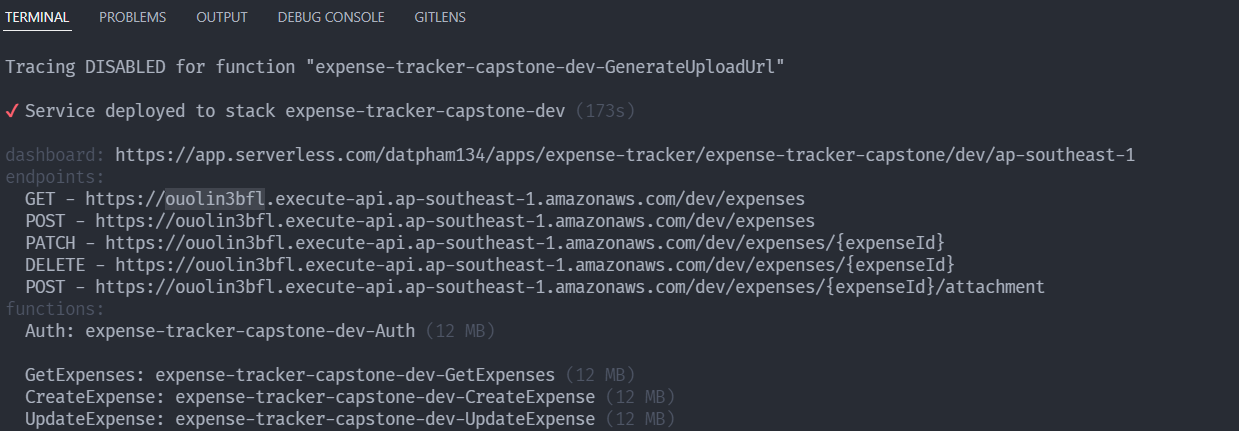 TERMINAL PROBLEMS OUTPUT DEBUG CONSOLE GITLENS
Tracing DISABLED for function "expense-tracker-capstone-dev-GenerateUploadUrl"
✓ Service deployed to stack expense-tracker-capstone-dev (173s)
dashboard: https://app.serverless.com/datpham134/apps/expense-tracker/expense-tracker-capstone/dev/ap-southeast-1
endpoints:
GET - https://ouolin3bfl.execute-api.ap-southeast-1.amazonaws.com/dev/expenses
POST - https://ouolin3bfl.execute-api.ap-southeast-1.amazonaws.com/dev/expenses
PATCH - https://ouolin3bfl.execute-api.ap-southeast-1.amazonaws.com/dev/expenses/{expenseId}
DELETE - https://ouolin3bfl.execute-api.ap-southeast-1.amazonaws.com/dev/expenses/{expenseId}
POST - https://ouolin3bfl.execute-api.ap-southeast-1.amazonaws.com/dev/expenses/{expenseId}/attachment
functions:
Auth: expense-tracker-capstone-dev-Auth (12 MB)
GetExpenses: expense-tracker-capstone-dev-GetExpenses (12 MB)
CreateExpense: expense-tracker-capstone-dev-CreateExpense (12 MB)
UpdateExpense: expense-tracker-capstone-dev-UpdateExpense (12 MB)